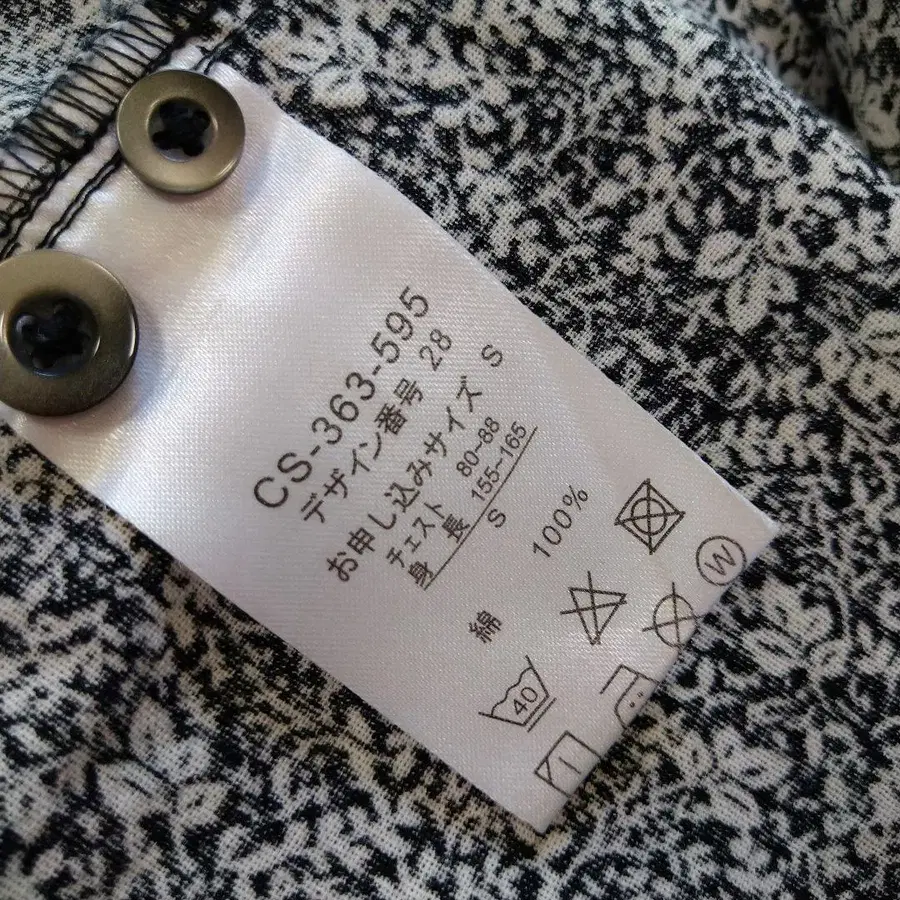 CS-363-595
デザイン番号 28
お申し込みサイズ S
チェスト 80~88
身 長 155~165
S
綿 100%
40
W